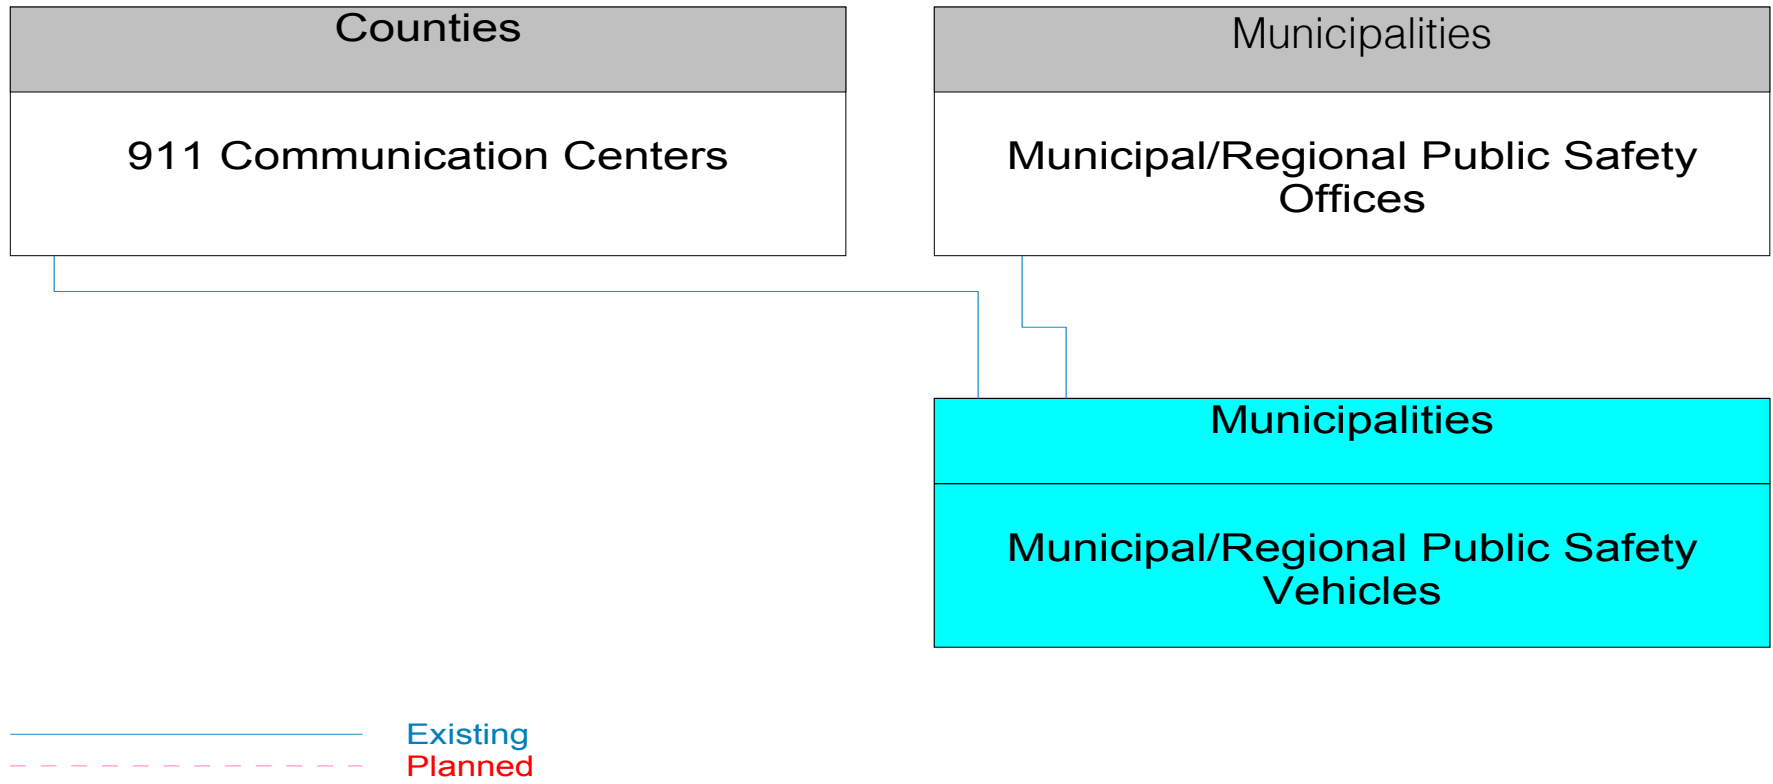 Counties
911 Communication Centers
Municipalities
Municipal/Regional Public Safety
Offices
Municipalities
Municipal/Regional Public Safety
Vehicles
Existing
Planned